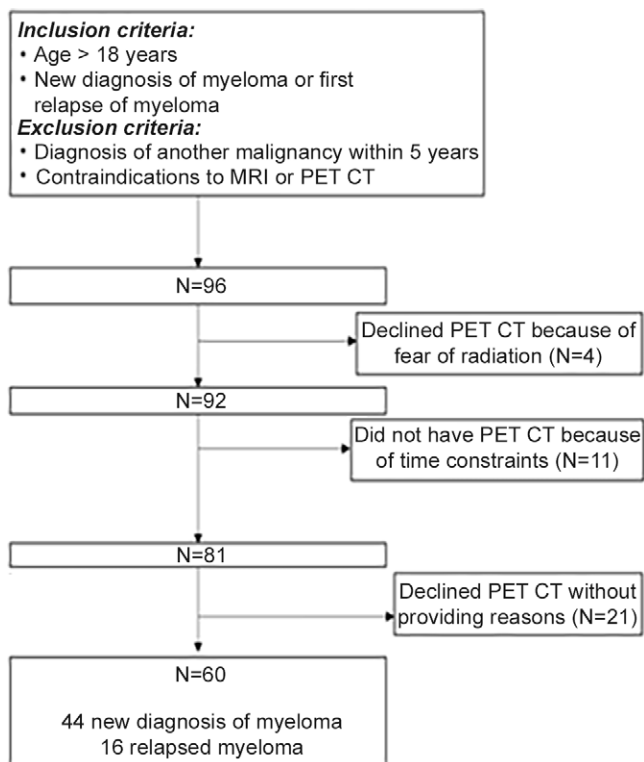 Inclusion criteria:
• Age > 18 years
• New diagnosis of myeloma or first
relapse of myeloma
Exclusion criteria:
• Diagnosis of another malignancy within 5 years
• Contraindications to MRI or PET CT
N=96
Declined PET CT because of
fear of radiation (N=4)
N=92
Did not have PET CT because
of time constraints (N=11)
N=81
Declined PET CT without
providing reasons (N=21)
N=60
44 new diagnosis of myeloma
16 relapsed myeloma